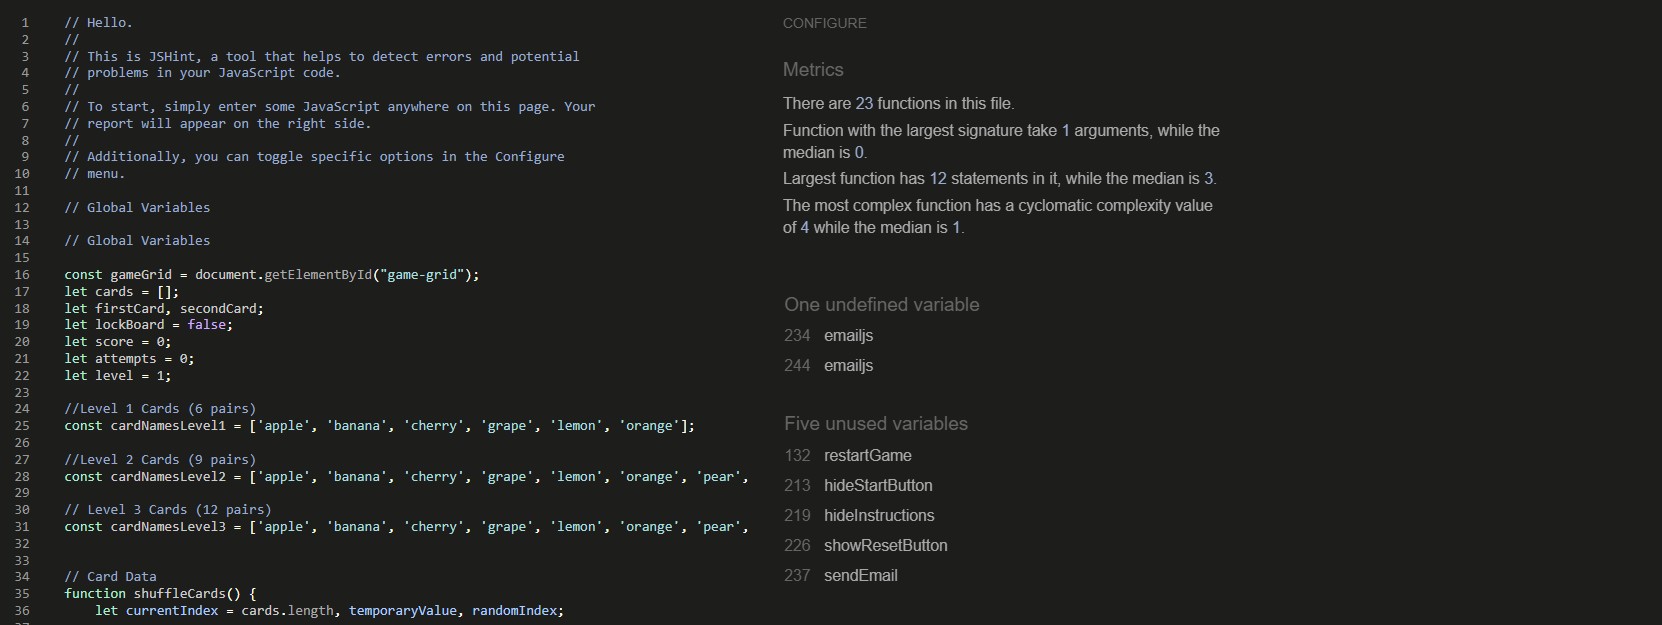 1 // Hello.
2 //
3 // This is JSHint, a tool that helps to detect errors and potential
4 // problems in your JavaScript code.
5 //
6 // To start, simply enter some JavaScript anywhere on this page. Your
7 // report will appear on the right side.
8 //
9 // Additionally, you can toggle specific options in the Configure
10 // menu.
11
12 // Global Variables
13
14 // Global Variables
15
16 const gameGrid = document.getElementById("game-grid");
17 let cards = [];
18 let firstCard, secondCard;
19 let lockBoard = false;
20 let score = 0;
21 let attempts = 0;
22 let level = 1;
23
24 //Level 1 Cards (6 pairs)
25 const cardNamesLevel1 = ['apple', 'banana', 'cherry', 'grape', 'lemon', 'orange'];
26
27 //Level 2 Cards (9 pairs)
28 const cardNamesLevel2 = ['apple', 'banana', 'cherry', 'grape', 'lemon', 'orange', 'pear',
29
30 // Level 3 Cards (12 pairs)
31 const cardNamesLevel3 = ['apple', 'banana', 'cherry', 'grape', 'lemon', 'orange', 'pear',
32
33
34 // Card Data
35 function shuffleCards() {
36 let currentIndex = cards.length, temporaryValue, randomIndex;
CONFIGURE
Metrics
There are 23 functions in this file.
Function with the largest signature take 1 arguments, while the
median is 0.
Largest function has 12 statements in it, while the median is 3.
The most complex function has a cyclomatic complexity value
of 4 while the median is 1.
One undefined variable
234 emailjs
244 emailjs
Five unused variables
132 restartGame
213 hideStartButton
219 hideInstructions
226 showResetButton
237 sendEmail